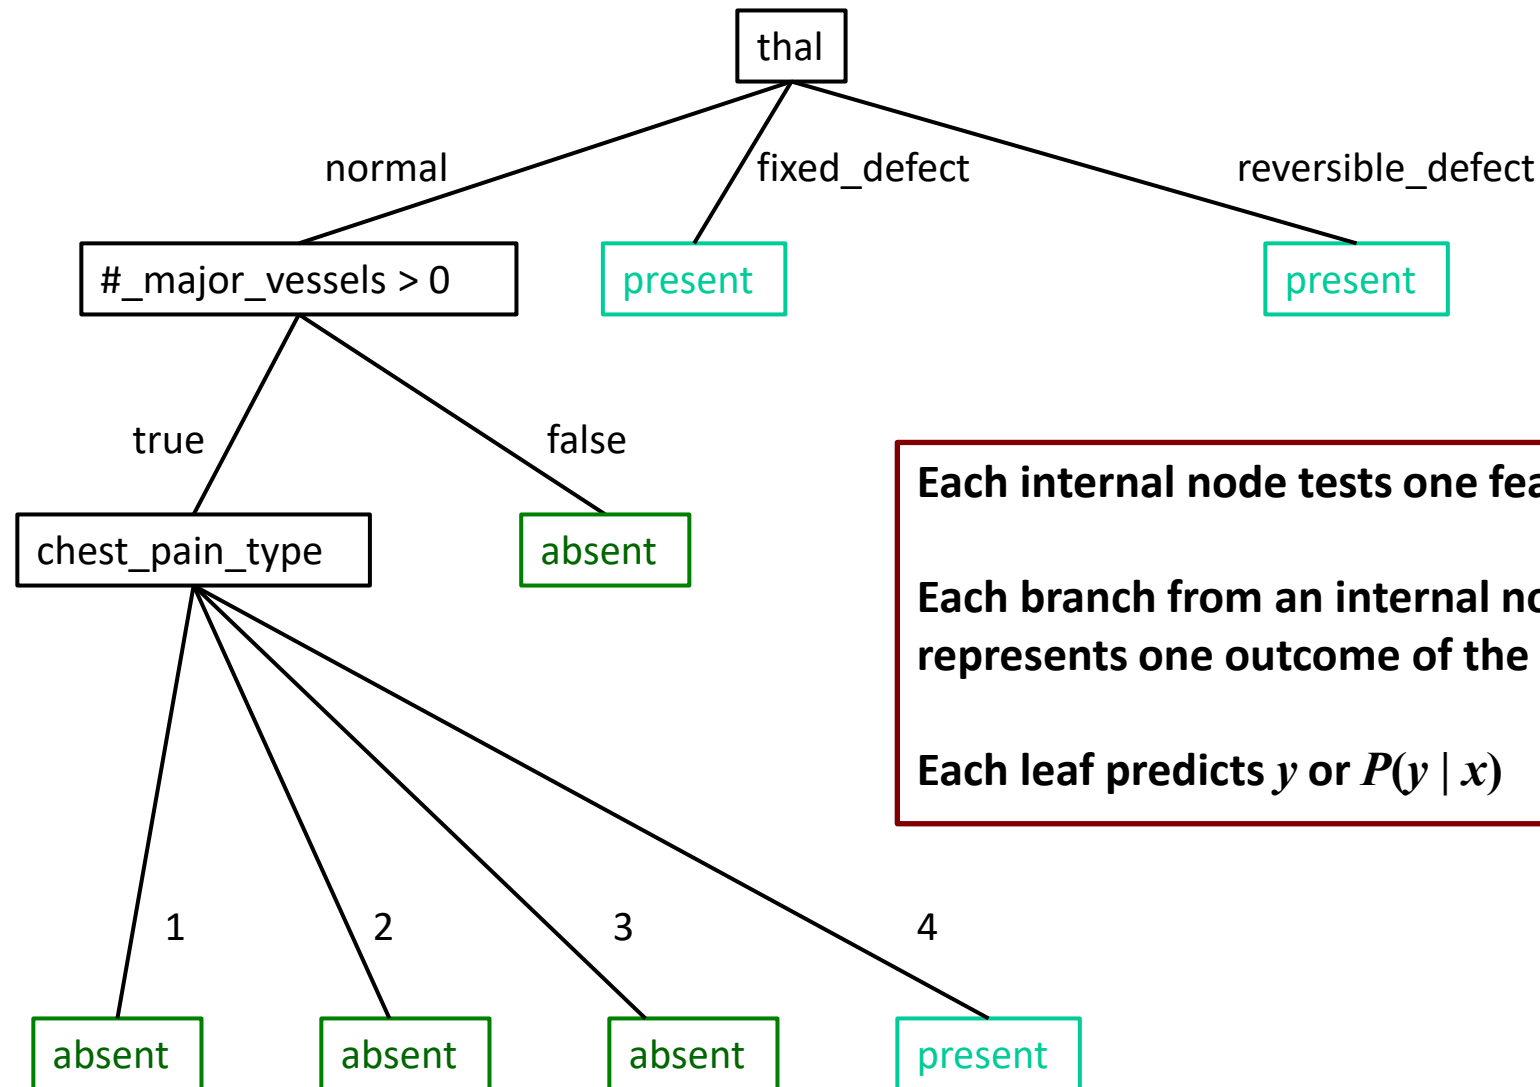 thal
normal
fixed_defect
reversible_defect
#_major_vessels > 0
present
present
true
false
chest_pain_type
absent
Each internal node tests one
Each branch from an internal
represents one outcome of the
Each leaf predicts y or P(y | x)
1
2
3
4
absent
absent
absent
present